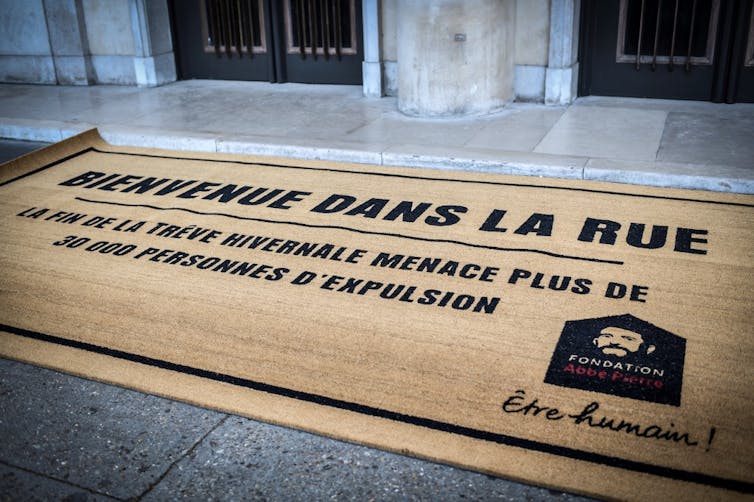 BIENVENUE DANS LA RUE
LA FIN DE LA TRÊVE HIVERNALE MENACE PLUS DE
30 000 PERSONNES D'EXPULSION
FONDATION
Abbé Pierre
Être humain !